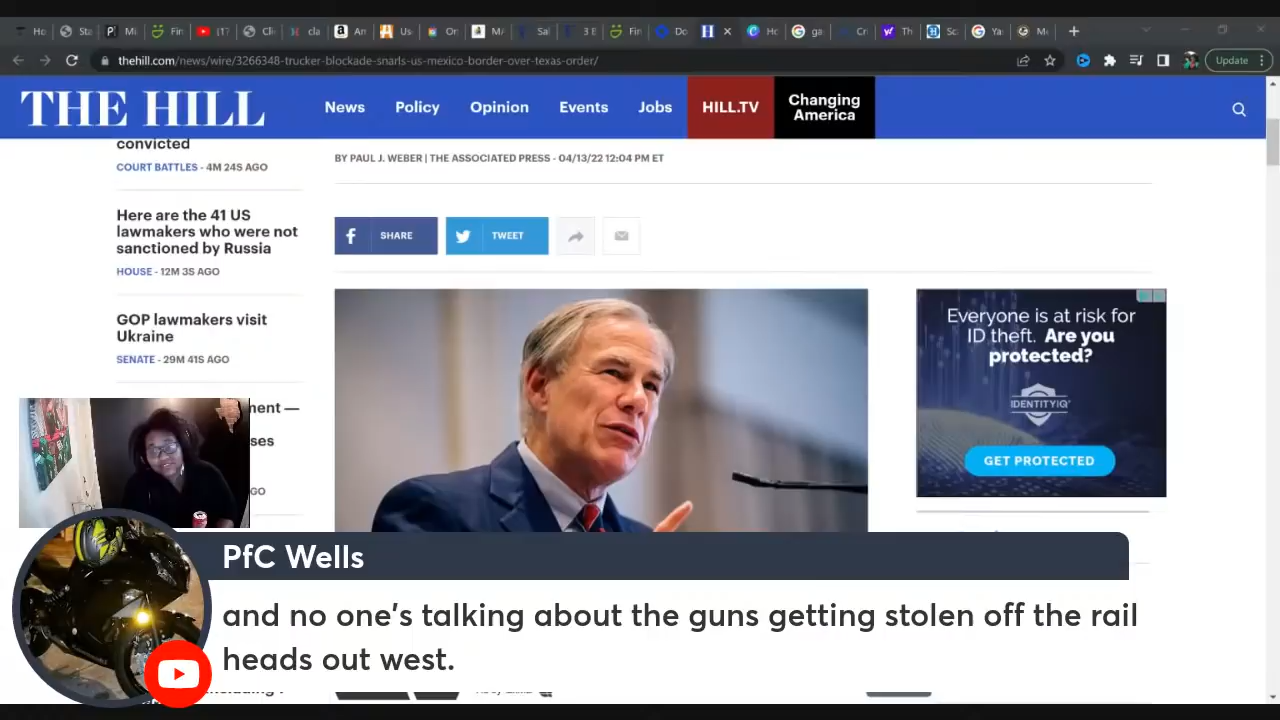 Update
thehill.com/news/wire/3266348-trucker-blockade-snarls-us-mexico-border-over-texas-order/
THE HILL
News Policy Opinion Events Jobs HILL.TV Changing America
convicted
COURT BATTLES - 4M 24S AGO
Here are the 41 US
lawmakers who were not
sanctioned by Russia
HOUSE - 12M 3S AGO
GOP lawmakers visit
Ukraine
SENATE - 29M 41S AGO
BY PAUL J. WEBER | THE ASSOCIATED PRESS - 04/13/22 12:04 PM ET
SHARE
TWEET
Everyone is at risk for
ID theft. Are you
protected?
IDENTITYIQ
GET PROTECTED
PfC Wells
and no one's talking about the guns getting stolen off the rail
heads out west.